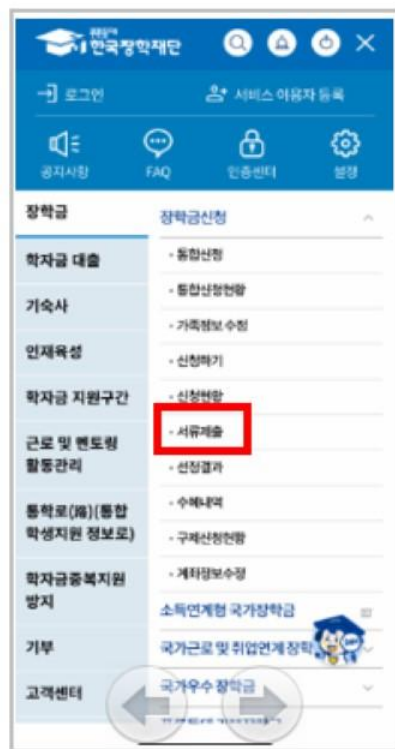 한국장학재단
로그인
서비스 이용자 등록
공지사항
FAQ
인증센터
설정
장학금
학자금 대출
기숙사
인재육성
학자금 지원구간
근로 및 멘토링
활동관리
통학로(路)(통합
학생지원 정보로)
학자금중복지원
방지
기부
고객센터
장학금신청
- 통합신청
- 통합신청현황
- 가족정보 수정
- 신청하기
- 신청현황
- 서류제출
- 선정결과
- 수혜내역
- 구제신청현황
- 계좌정보수정
소득연계형 국가장학금
국가근로 및 취업연계 장학
국가우수 장학금